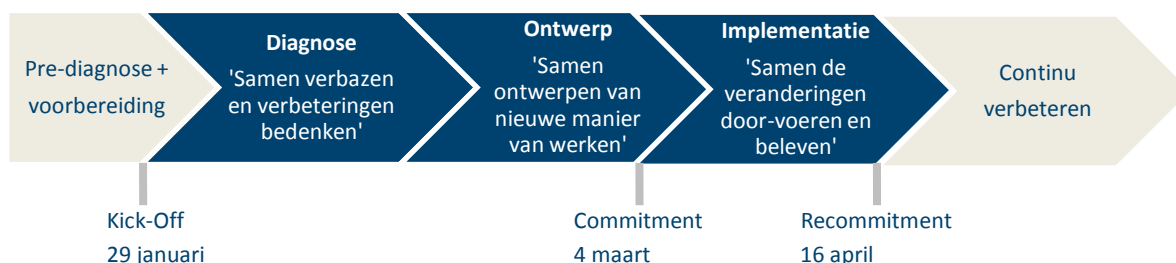 Pre-diagnose +
voorbereiding
Diagnose
'Samen verbazen
en verbeteringen
bedenken'
Ontwerp
'Samen
ontwerpen van
nieuwe manier
van werken'
Implementatie
'Samen de
veranderingen
door-voeren en
beleven'
Continu
verbeteren
Kick-Off
29 januari
Commitment
4 maart
Recommitment
16 april